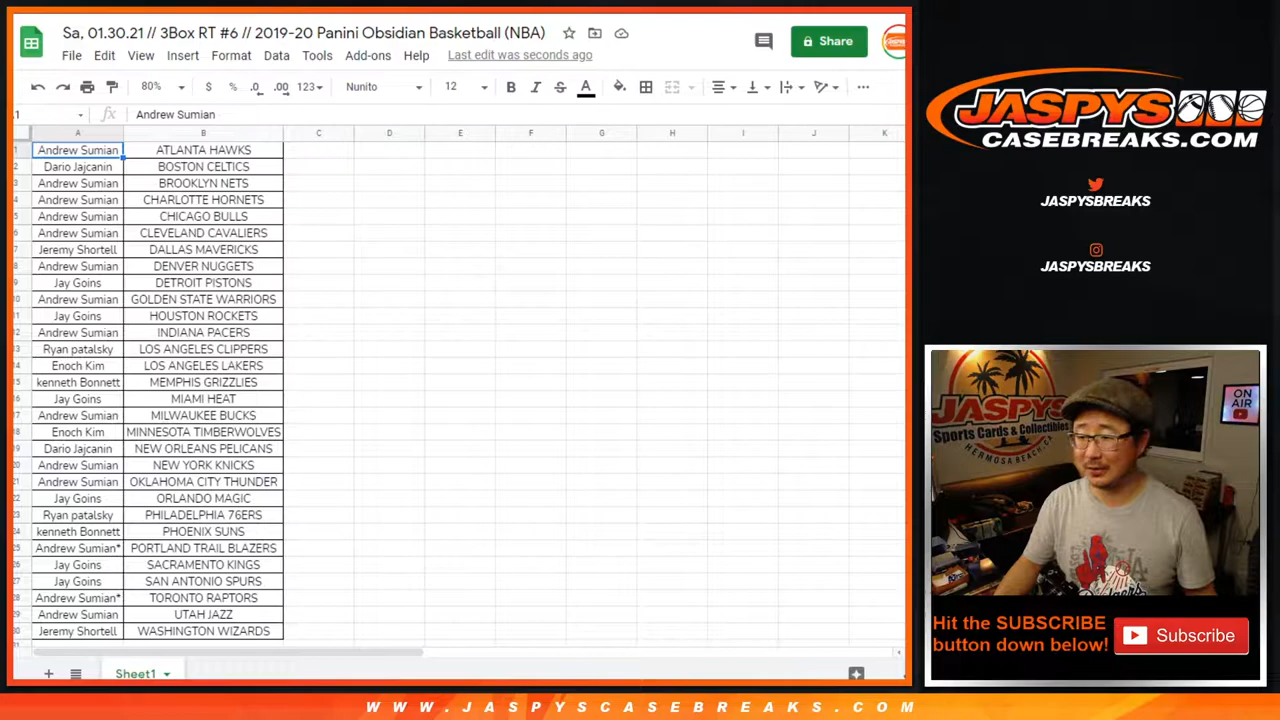 Sa, 01.30.21 // 3Box RT #6 // 2019-20 Panini Obsidian Basketball (NBA)
File Edit View Insert Format Data Tools Add-ons Help Last edit was seconds ago
Share
80% $ % .0 .00 123 Nunito 12 B I S A
Andrew Sumian
A B C D E F G H I J K
1 Andrew Sumian ATLANTA HAWKS
2 Dario Jajcanin BOSTON CELTICS
3 Andrew Sumian BROOKLYN NETS
4 Andrew Sumian CHARLOTTE HORNETS
5 Andrew Sumian CHICAGO BULLS
6 Andrew Sumian CLEVELAND CAVALIERS
7 Jeremy Shortell DALLAS MAVERICKS
8 Andrew Sumian DENVER NUGGETS
9 Jay Goins DETROIT PISTONS
10 Andrew Sumian GOLDEN STATE WARRIORS
11 Jay Goins HOUSTON ROCKETS
12 Andrew Sumian INDIANA PACERS
13 Ryan patalsky LOS ANGELES CLIPPERS
14 Enoch Kim LOS ANGELES LAKERS
15 kenneth Bonnett MEMPHIS GRIZZLIES
16 Jay Goins MIAMI HEAT
17 Andrew Sumian MILWAUKEE BUCKS
18 Enoch Kim MINNESOTA TIMBERWOLVES
19 Dario Jajcanin NEW ORLEANS PELICANS
20 Andrew Sumian NEW YORK KNICKS
21 Andrew Sumian OKLAHOMA CITY THUNDER
22 Jay Goins ORLANDO MAGIC
23 Ryan patalsky PHILADELPHIA 76ERS
24 kenneth Bonnett PHOENIX SUNS
25 Andrew Sumian* PORTLAND TRAIL BLAZERS
26 Jay Goins SACRAMENTO KINGS
27 Jay Goins SAN ANTONIO SPURS
28 Andrew Sumian* TORONTO RAPTORS
29 Andrew Sumian UTAH JAZZ
30 Jeremy Shortell WASHINGTON WIZARDS
Sheet1
JASPYS
CASEBREAKS.COM
JASPYSBREAKS
JASPYSBREAKS
JASPYS
Sports Cards & Collectibles
HERMOSA BEACH, CA
ON
AIR
Hit the SUBSCRIBE
button down below!
Subscribe
WWW.JASPYSCASEBREAKS.COM